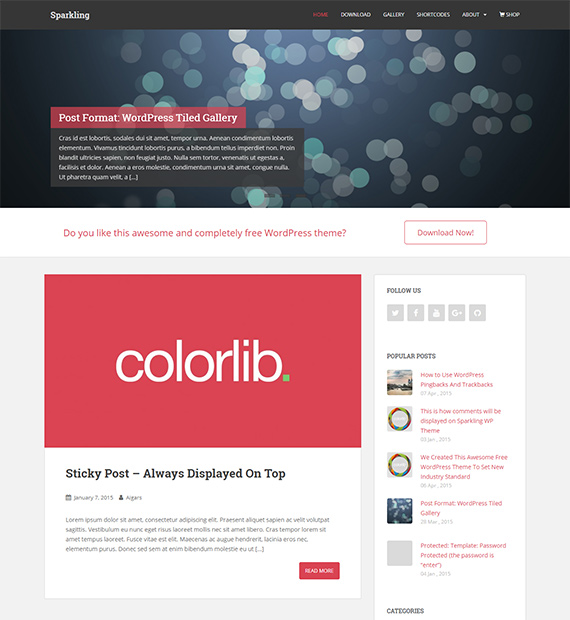 Sparkling
HOME DOWNLOAD GALLERY SHORTCODES ABOUT SHOP
Post Format: WordPress Tiled Gallery
Cras id est lobortis, sodales dui sit amet, tempor urna. Aenean condimentum lobortis
elementum. Vivamus tincidunt lobortis purus, a bibendum tellus imperdiet non. Proin
blandit ultricies sapien, non feugiat justo. Nulla sem tortor, venenatis ut egestas a,
facilisis et dolor. Aenean a eros molestie, condimentum urna sit amet, congue nulla.
Ut pharetra quam velit, a [...]
Do you like this awesome and completely free WordPress theme?
Download Now!
colorlib.
Sticky Post – Always Displayed On Top
January 7, 2015 Aigars
Lorem ipsum dolor sit amet, consectetur adipiscing elit. Praesent aliquet sapien ac velit volutpat
sagittis. Vestibulum eu nunc eget risus laoreet mollis nec sit amet libero. Cras tempor lorem
sit amet tempus laoreet. Fusce vitae est elit. Maecenas ac augue hendrerit, lacinia eros nec,
elementum purus. Donec sed sem at enim bibendum molestie eu ut [...]
READ MORE
FOLLOW US
POPULAR POSTS
How to Use WordPress
Pingbacks And Trackbacks
07 Apr , 2015
This is how comments will be
displayed on Sparkling WP
Theme
03 Jan , 2015
We Created This Awesome Free
WordPress Theme To Set New
Industry Standard
06 Apr , 2015
Post Format: WordPress Tiled
Gallery
28 Mar , 2015
Protected: Template: Password
Protected (the password is
"enter")
04 Jan , 2015
CATEGORIES